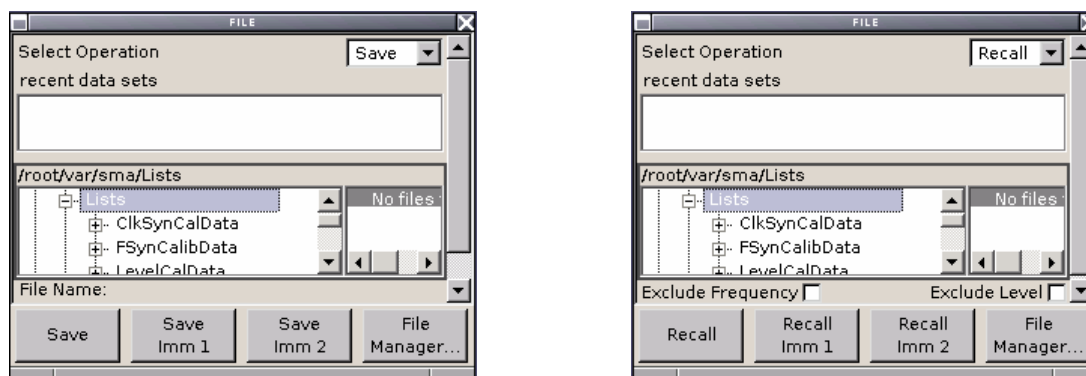 FILE
Select Operation Save
recent data sets
/root/var/sma/Lists
Lists
No files
ClkSynCalData
FSynCalibData
LevelCalData
File Name:
Save
Save Imm 1
Save Imm 2
File Manager...
FILE
Select Operation Recall
recent data sets
/root/var/sma/Lists
Lists
No files
ClkSynCalData
FSynCalibData
LevelCalData
Exclude Frequency
Exclude Level
Recall
Recall Imm 1
Recall Imm 2
File Manager...